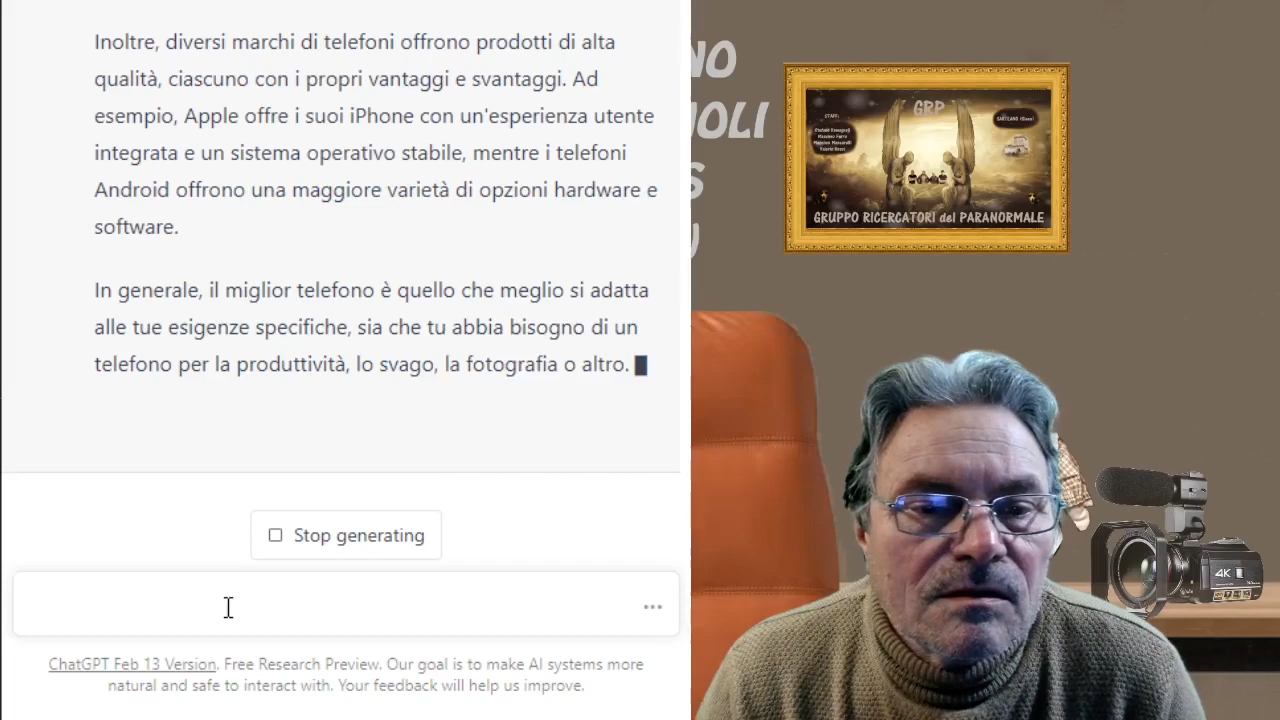 Inoltre, diversi marchi di telefoni offrono prodotti di alta
qualità, ciascuno con i propri vantaggi e svantaggi. Ad
esempio, Apple offre i suoi iPhone con un'esperienza utente
integrata e un sistema operativo stabile, mentre i telefoni
Android offrono una maggiore varietà di opzioni hardware e
software.
In generale, il miglior telefono è quello che meglio si adatta
alle tue esigenze specifiche, sia che tu abbia bisogno di un
telefono per la produttività, lo svago, la fotografia o altro.
Stop generating
ChatGPT Feb 13 Version. Free Research Preview. Our goal is to make AI systems more
natural and safe to interact with. Your feedback will help us improve.
NO
NOLI
S
GRP
STAFF:
GRUPPO RICERCATORI del PARANORMALE
4K